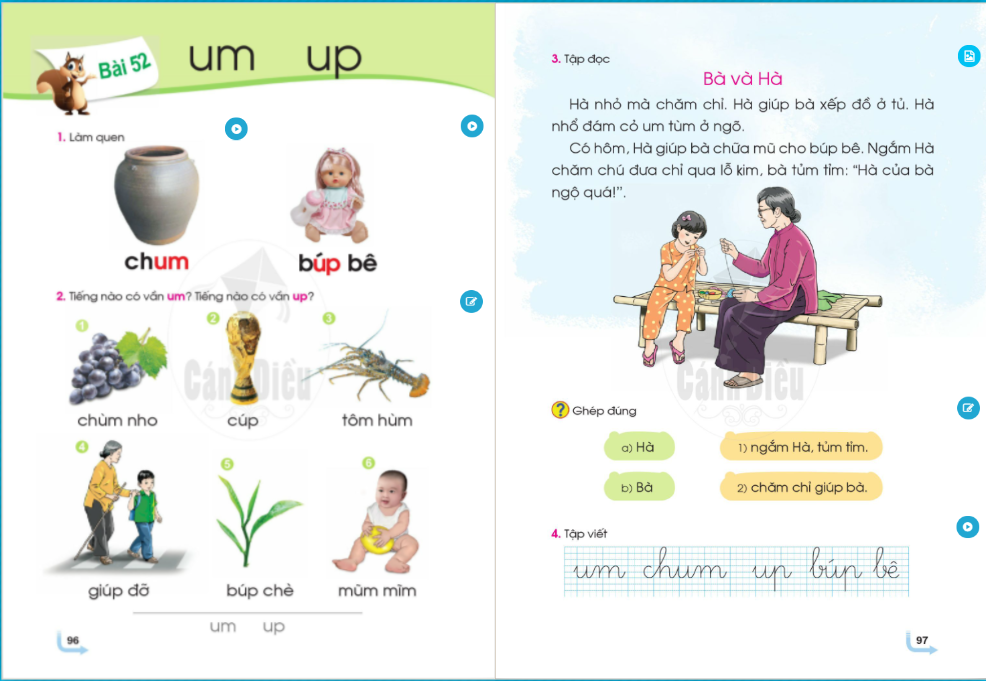 Bài 52
um up
1. Làm quen
chum
búp bê
2. Tiếng nào có vần um? Tiếng nào có vần up?
1
2
3
chùm nho
cúp
tôm hùm
4
5
6
giúp đỡ
búp chè
mũm mĩm
um up
96
Cánh Diều
3. Tập đọc
Bà và Hà
Hà nhỏ mà chăm chỉ. Hà giúp bà xếp đồ ở tủ. Hà
nhổ đám cỏ um tùm ở ngõ.
Có hôm, Hà giúp bà chữa mũ cho búp bê. Ngắm Hà
chăm chú đưa chỉ qua lỗ kim, bà tủm tỉm: “Hà của bà
ngộ quá!”.
Cánh Diều
? Ghép đúng
a) Hà
1) ngắm Hà, tủm tỉm.
b) Bà
2) chăm chỉ giúp bà.
4. Tập viết
um chum up búp bê
97